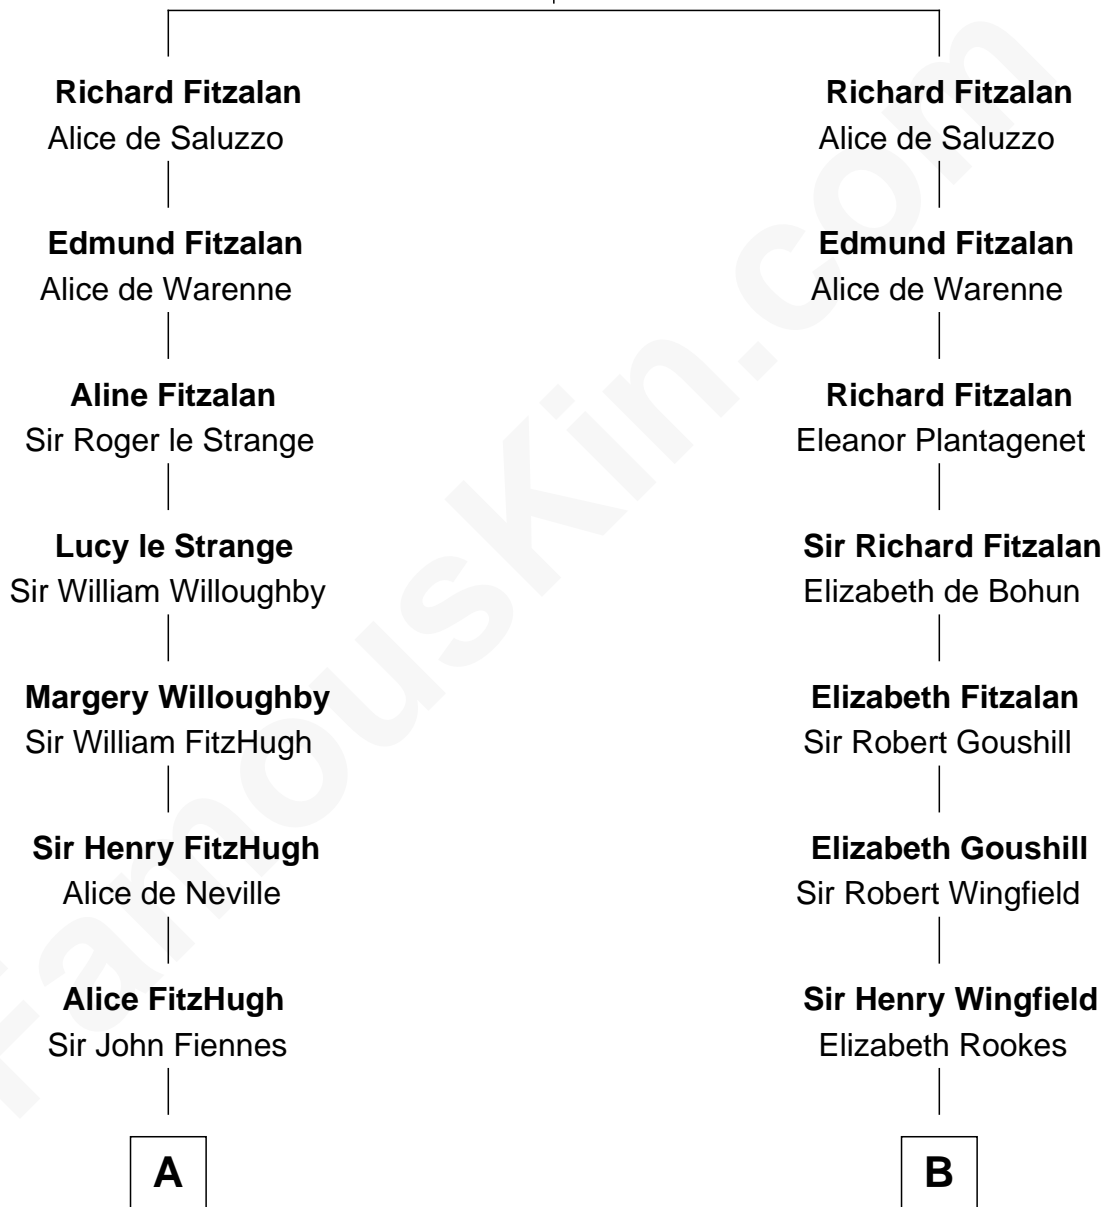 Richard Fitzalan
Alice de Saluzzo
Edmund Fitzalan
Alice de Warenne
Aline Fitzalan
Sir Roger le Strange
Lucy le Strange
Sir William Willoughby
Margery Willoughby
Sir William FitzHugh
Sir Henry FitzHugh
Alice de Neville
Alice FitzHugh
Sir John Fiennes
A
Richard Fitzalan
Alice de Saluzzo
Edmund Fitzalan
Alice de Warenne
Richard Fitzalan
Eleanor Plantagenet
Sir Richard Fitzalan
Elizabeth de Bohun
Elizabeth Fitzalan
Sir Robert Goushill
Elizabeth Goushill
Sir Robert Wingfield
Sir Henry Wingfield
Elizabeth Rookes
B
FamousKin.com